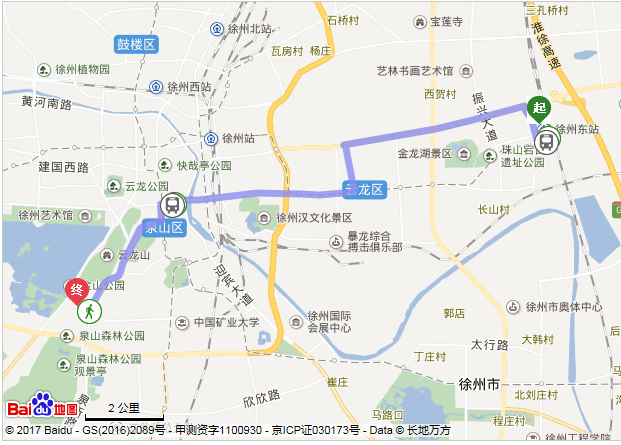 石桥村
三孔桥村
徐州北站
宝莲寺
鼓楼区
瓦房村
杨庄
淮徐高速
徐州植物园
艺林书画艺术馆
徐州西站
西贺村
黄河南路
振兴大道
起
徐州东站
徐州站
金龙湖景区
珠山宕
遗址公园
快哉亭公园
建国西路
云龙公园
云龙区
徐州艺术馆
长山村
徐州汉文化景区
泉山区
暴龙综合
搏击俱乐部
云龙山
迎宾大道
终
山公园
徐州市奥体中心
郭店
中国矿业大学
徐州国际
会展中心
泉山森林公园
大韩村
太行路
丁庄村
泉山森林公园
观景亭
崔庄
徐州市
北刘庄村
欣欣路
Bai du 地图
2 公里
马路口
程庄村
徐州工程学院
© 2017 Baidu - GS(2016)2089号 - 甲测资字1100930 - 京ICP证030173号 - Data © 长地万方